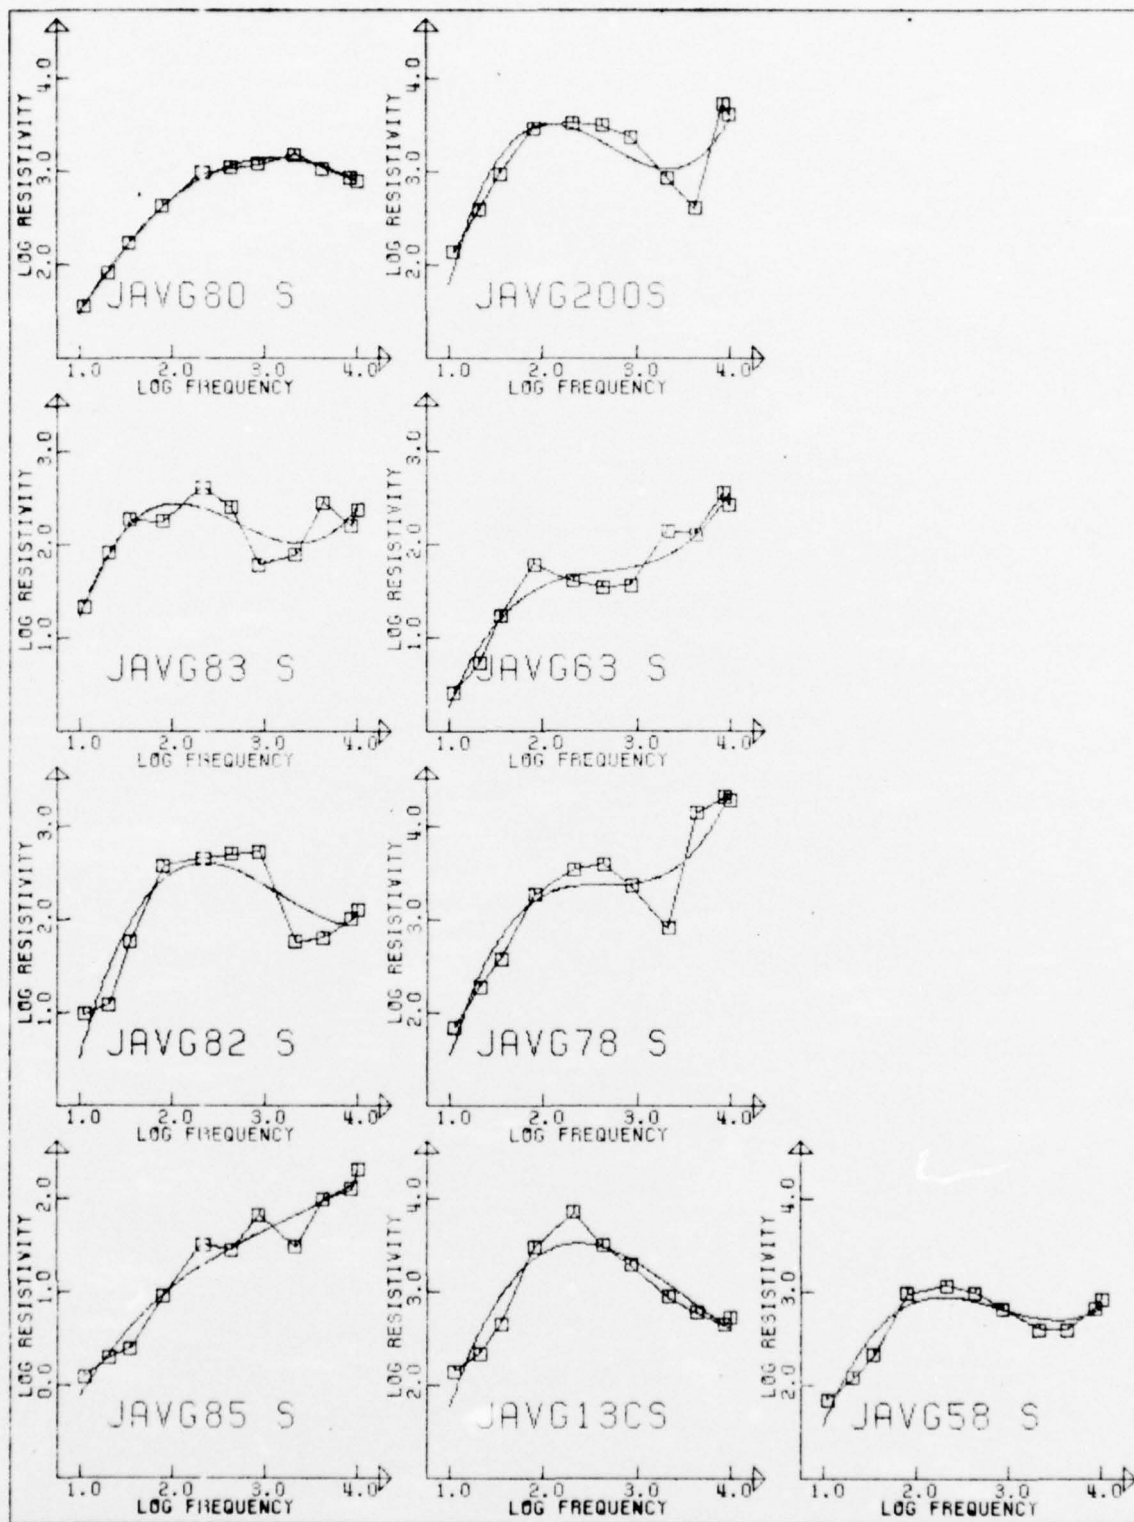 LOG RESISTIVITY
4.0
3.0
2.0
JAVG80 S
1.0 2.0 3.0 4.0
LOG FREQUENCY
LOG RESISTIVITY
4.0
3.0
2.0
JAVG200S
1.0 2.0 3.0 4.0
LOG FREQUENCY
LOG RESISTIVITY
3.0
2.0
1.0
JAVG83 S
1.0 2.0 3.0 4.0
LOG FREQUENCY
LOG RESISTIVITY
3.0
2.0
1.0
JAVG63 S
1.0 2.0 3.0 4.0
LOG FREQUENCY
LOG RESISTIVITY
3.0
2.0
1.0
JAVG82 S
1.0 2.0 3.0 4.0
LOG FREQUENCY
LOG RESISTIVITY
4.0
3.0
2.0
JAVG78 S
1.0 2.0 3.0 4.0
LOG FREQUENCY
LOG RESISTIVITY
2.0
1.0
0.0
JAVG85 S
1.0 2.0 3.0 4.0
LOG FREQUENCY
LOG RESISTIVITY
4.0
3.0
2.0
JAVG13CS
1.0 2.0 3.0 4.0
LOG FREQUENCY
LOG RESISTIVITY
4.0
3.0
2.0
JAVG58 S
1.0 2.0 3.0 4.0
LOG FREQUENCY